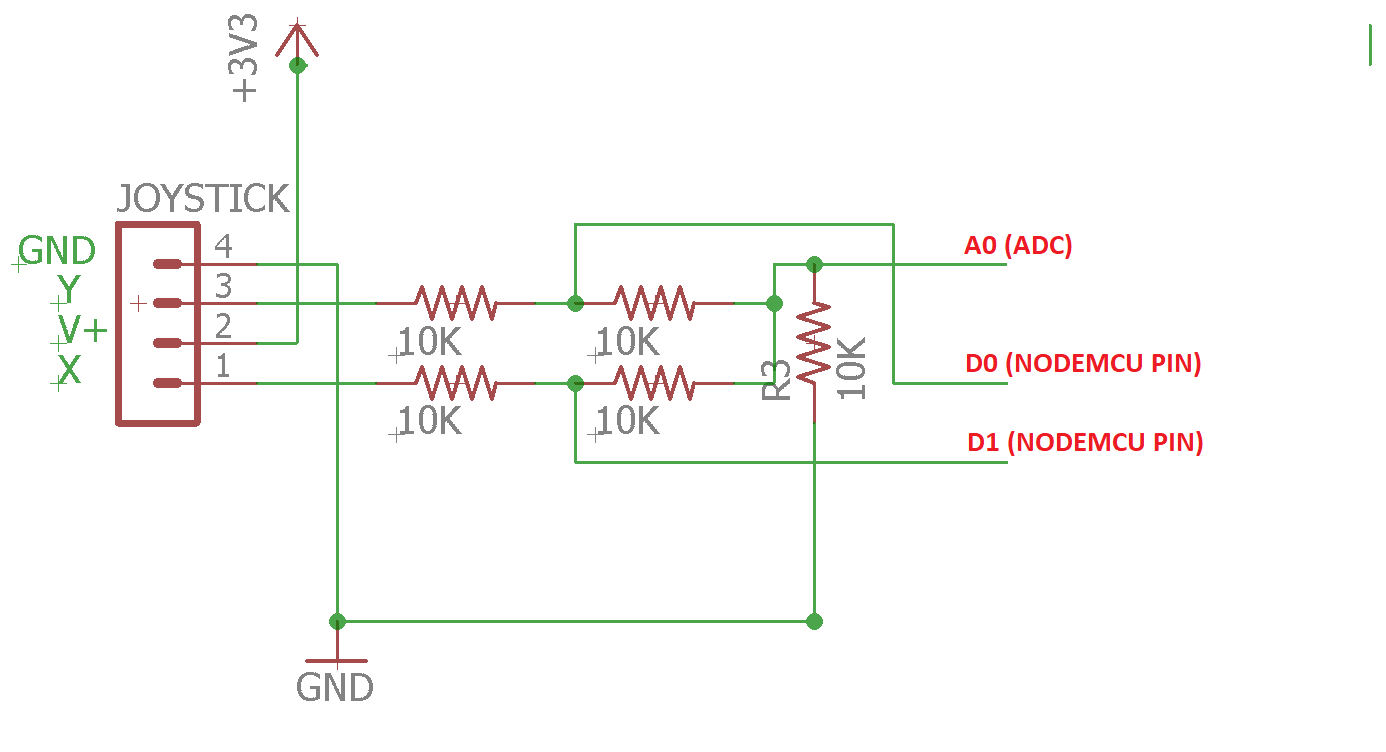 +3V3
JOYSTICK
GND
4
Y
3
V+
2
X
1
10K
10K
10K
10K
R3
10K
A0 (ADC)
D0 (NODEMCU PIN)
D1 (NODEMCU PIN)
GND